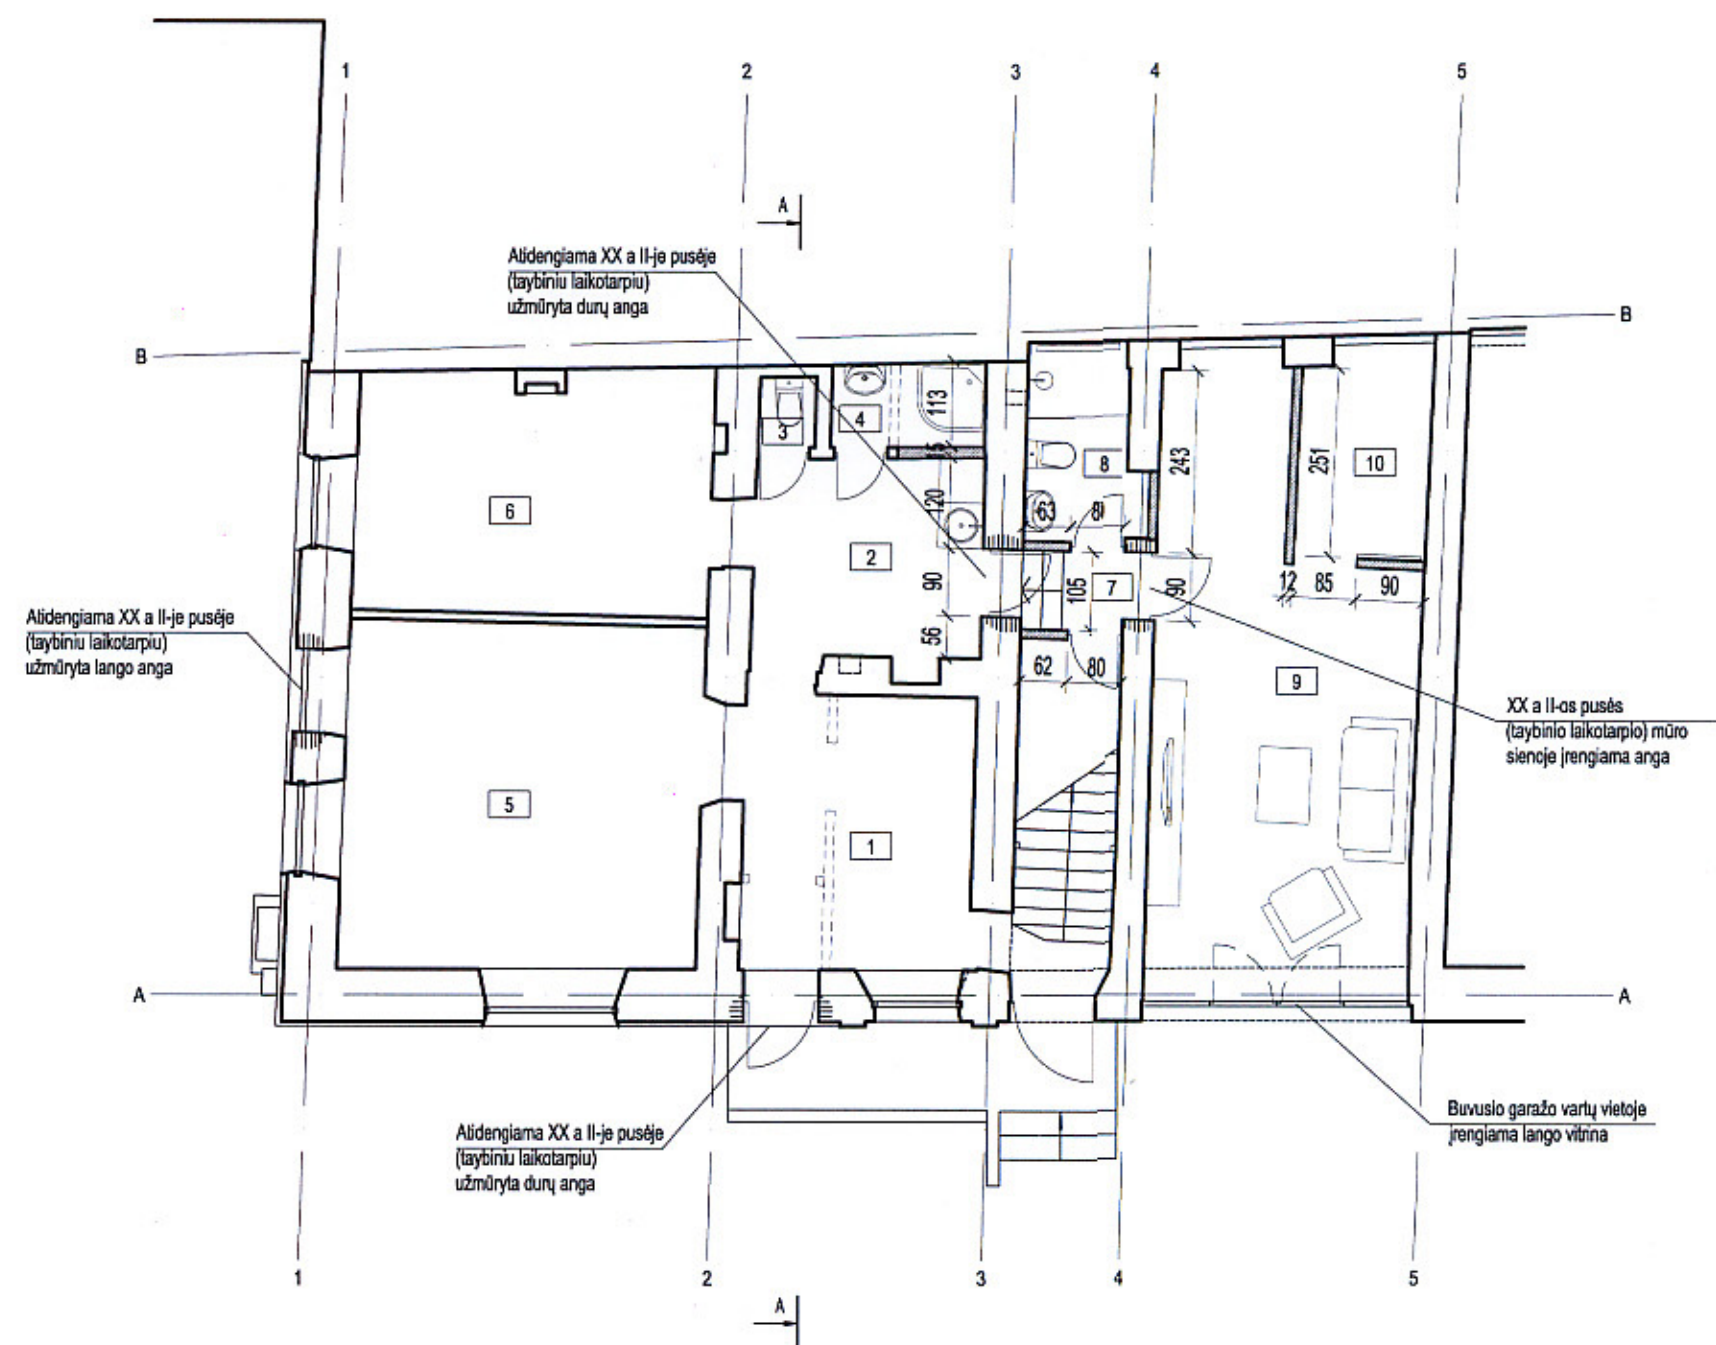 1
2
3
4
5
A
Atidengiama XX a II-je pusėje
(taybiniu laikotarpiu)
užmūryta durų anga
B
B
113
3
4
15
8
243
251
10
120
63
80
6
2
90
105
7
90
12
85
90
Atidengiama XX a II-je pusėje
(taybiniu laikotarpiu)
užmūryta lango anga
56
62
80
9
XX a II-os pusės
(taybinio laikotarpio) mūro
sienoje įrengiama anga
5
1
A
A
Atidengiama XX a II-je pusėje
(taybiniu laikotarpiu)
užmūryta durų anga
Buvusio garažo vartų vietoje
įrengiama lango vitrina
1
2
3
4
5
A